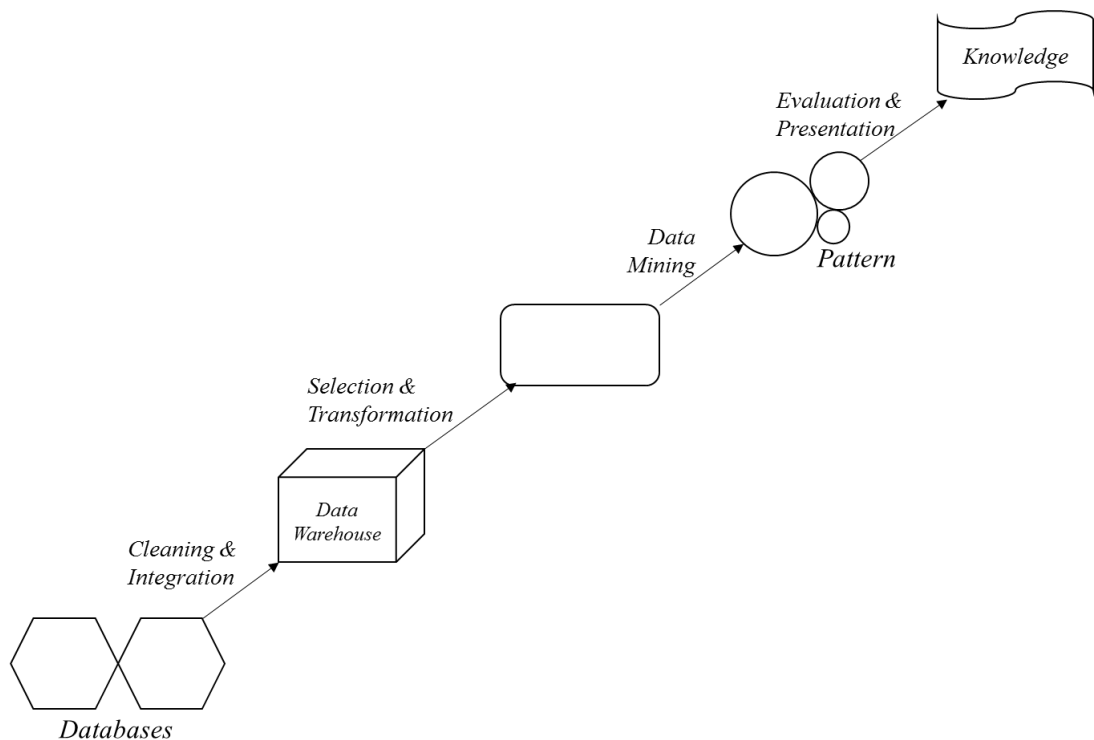 Knowledge
Evaluation &
Presentation
Data
Mining
Pattern
Selection &
Transformation
Data
Warehouse
Cleaning &
Integration
Databases